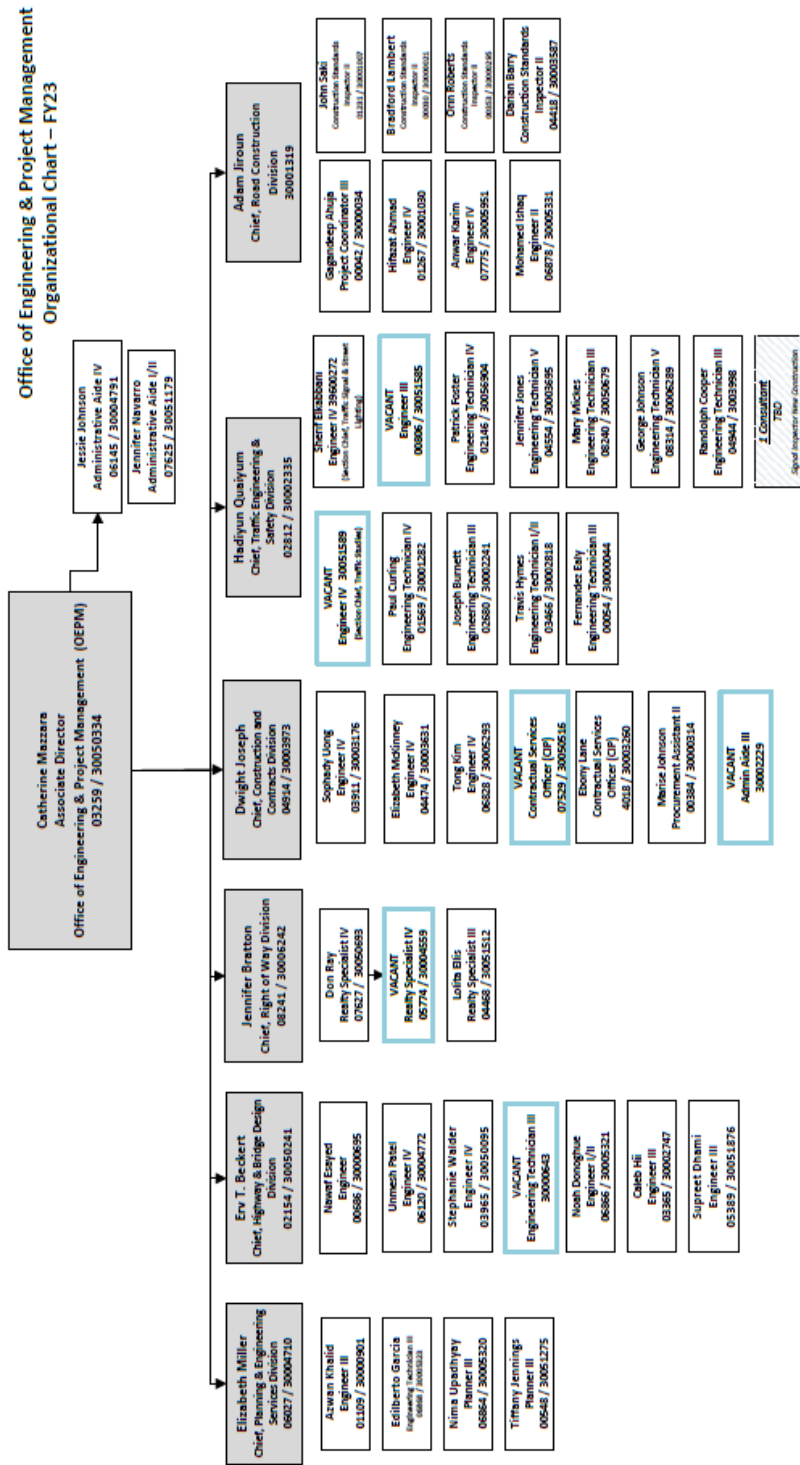 Office of Engineering & Project Management
Organizational Chart – FY23
Catherine Mazzara
Associate Director
Office of Engineering & Project Management (OEPM)
03259 / 30050334
Jessie Johnson
Administrative Aide IV
06145 / 30004791
Jennifer Navarro
Administrative Aide I/II
07625 / 30051179
Elizabeth Miller
Chief, Planning & Engineering
Services Division
06027 / 30004710
Azwan Khalid
Engineer III
01109 / 30000901
Edilberto Garcia
Engineering Technician III
Nima Upadhyay
Planner III
06864 / 30005320
Tiffany Jennings
Planner III
00548 / 30051275
Erv T. Beckert
Chief, Highway & Bridge Design
Division
02154 / 30050241
Nawaf Esayed
Engineer
00686 / 30000695
Unmesh Patel
Engineer IV
06120 / 30004772
Stephanie Walder
Engineer IV
03965 / 30050095
VACANT
Engineering Technician III
30000643
Noah Donoghue
Engineer I/II
06866 / 30005321
Caleb Hii
Engineer III
03365 / 30002747
Supreet Dhami
Engineer III
05389 / 30051876
Jennifer Bratton
Chief, Right of Way Division
08241 / 30006242
Don Ray
Realty Specialist IV
07627 / 30050693
VACANT
Realty Specialist IV
05774 / 30004559
Lolita Ellis
Realty Specialist III
04468 / 30051512
Dwight Joseph
Chief, Construction and
Contracts Division
04914 / 30003973
Sophady Uong
Engineer IV
03911 / 30003176
Elizabeth McKinney
Engineer IV
04474 / 30003631
Tong Kim
Engineer IV
06828 / 30005293
VACANT
Contractual Services
Officer (CIP)
07529 / 30050516
Ebony Lane
Contractual Services
Officer (CIP)
4018 / 30003260
Marise Johnson
Procurement Assistant II
00384 / 30000314
VACANT
Admin Aide III
30002229
Hadiyun Quaiyum
Chief, Traffic Engineering &
Safety Division
02812 / 30002335
VACANT
Engineer IV 30051589
(Section Chief, Traffic Studies)
Paul Curling
Engineering Technician IV
01569 / 30001282
Joseph Burnett
Engineering Technician III
02680 / 30002241
Travis Hymes
Engineering Technician I/II
03466 / 30002818
Fernandez Ealy
Engineering Technician III
00054 / 30000044
Sherif Elkabbani
Engineer IV 39600272
(Section Chief, Traffic Signal & Street
Lighting)
VACANT
Engineer III
00806 / 30051585
Patrick Foster
Engineering Technician IV
02146 / 30056904
Jennifer Jones
Engineering Technician V
04554 / 30003695
Mary Mickes
Engineering Technician III
08240 / 30050679
George Johnson
Engineering Technician V
08314 / 30006289
Randolph Cooper
Engineering Technician III
04944 / 3003998
1 Consultant
TBD
Signal Inspector New Construction
Adam Jiroun
Chief, Road Construction
Division
30001319
Gagandeep Ahuja
Project Coordinator III
00042 / 30000034
Hifazat Ahmad
Engineer IV
01267 / 30001030
Anwar Karim
Engineer IV
07775 / 30005951
Mohamed Ishaq
Engineer II
06878 / 30005331
John Saki
Construction Standards
Inspector II
01231 / 30001007
Bradford Lambert
Construction Standards
Inspector II
Orin Roberts
Construction Standards
Inspector II
Darian Barry
Construction Standards
Inspector II
04418 / 30003587